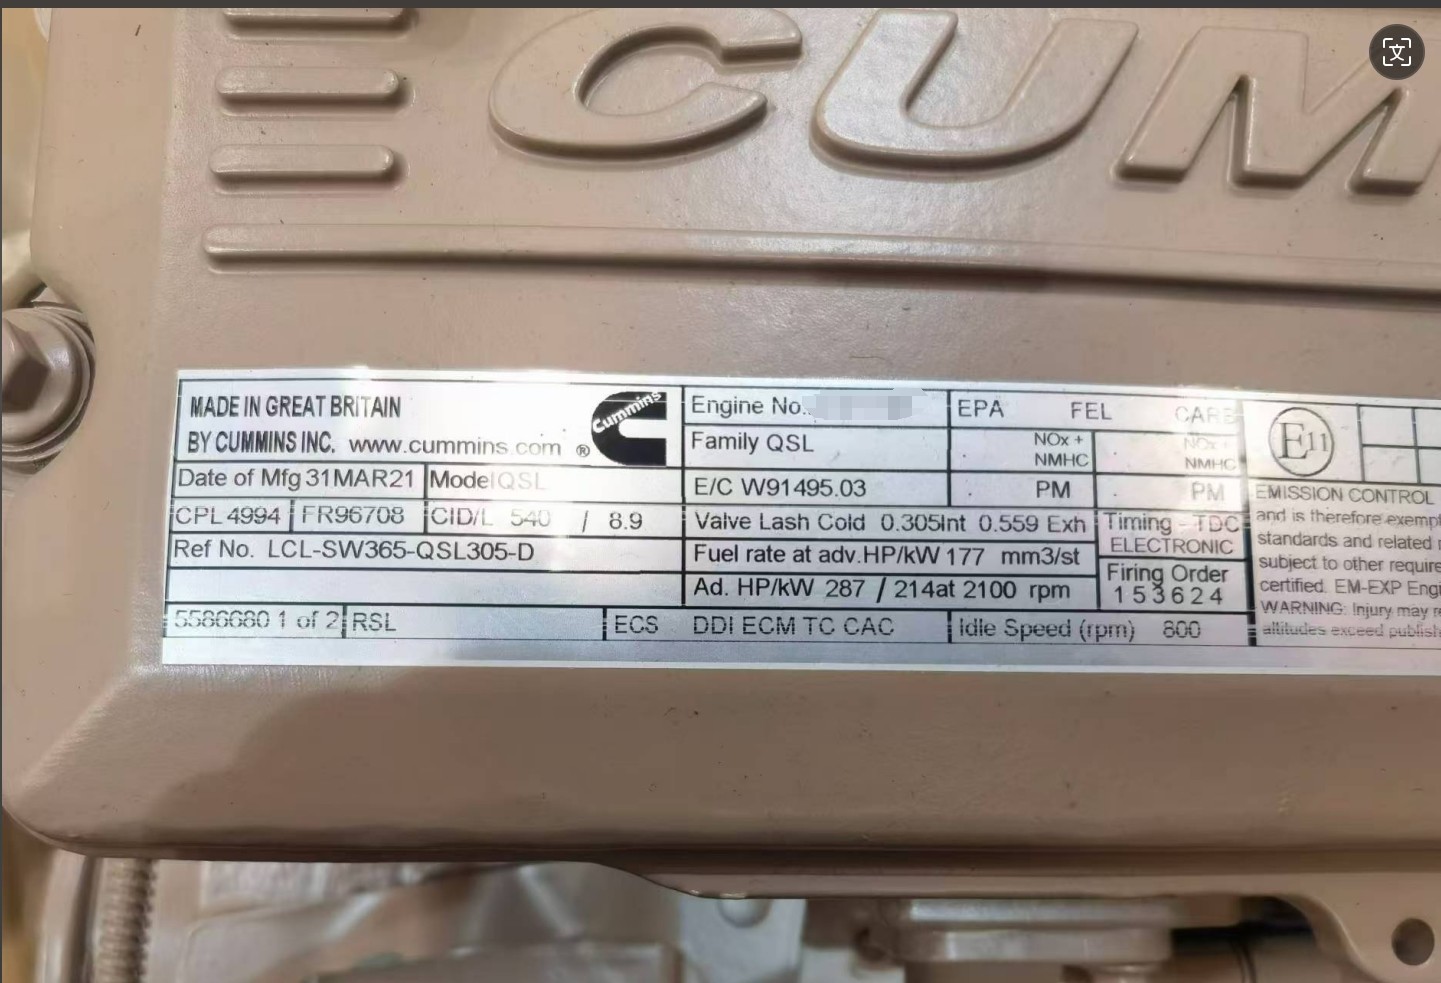 CUM
MADE IN GREAT BRITAIN
BY CUMMINS INC. www.cummins.com ®
Cummins
Date of Mfg 31MAR21 Model QSL
CPL 4994 FR96708 CID/L 540 / 8.9
Ref No. LCL-SW365-QSL305-D
5586680 1 of 2 RSL
Engine No.
Family QSL
E/C W91495.03
Valve Lash Cold 0.305Int 0.559 Exh
Fuel rate at adv.HP/kW 177 mm3/st
Ad. HP/kW 287 / 214at 2100 rpm
ECS DDI ECM TC CAC
EPA FEL CARB
NOx + NMHC
NOx + NMHC
PM PM
Timing - TDC
ELECTRONIC
Firing Order
1 5 3 6 2 4
Idle Speed (rpm) 800
E11
EMISSION CONTROL
and is therefore exempt
standards and related
subject to other require
certified. EM-EXP Engi
WARNING: Injury may re
altitudes exceed publish